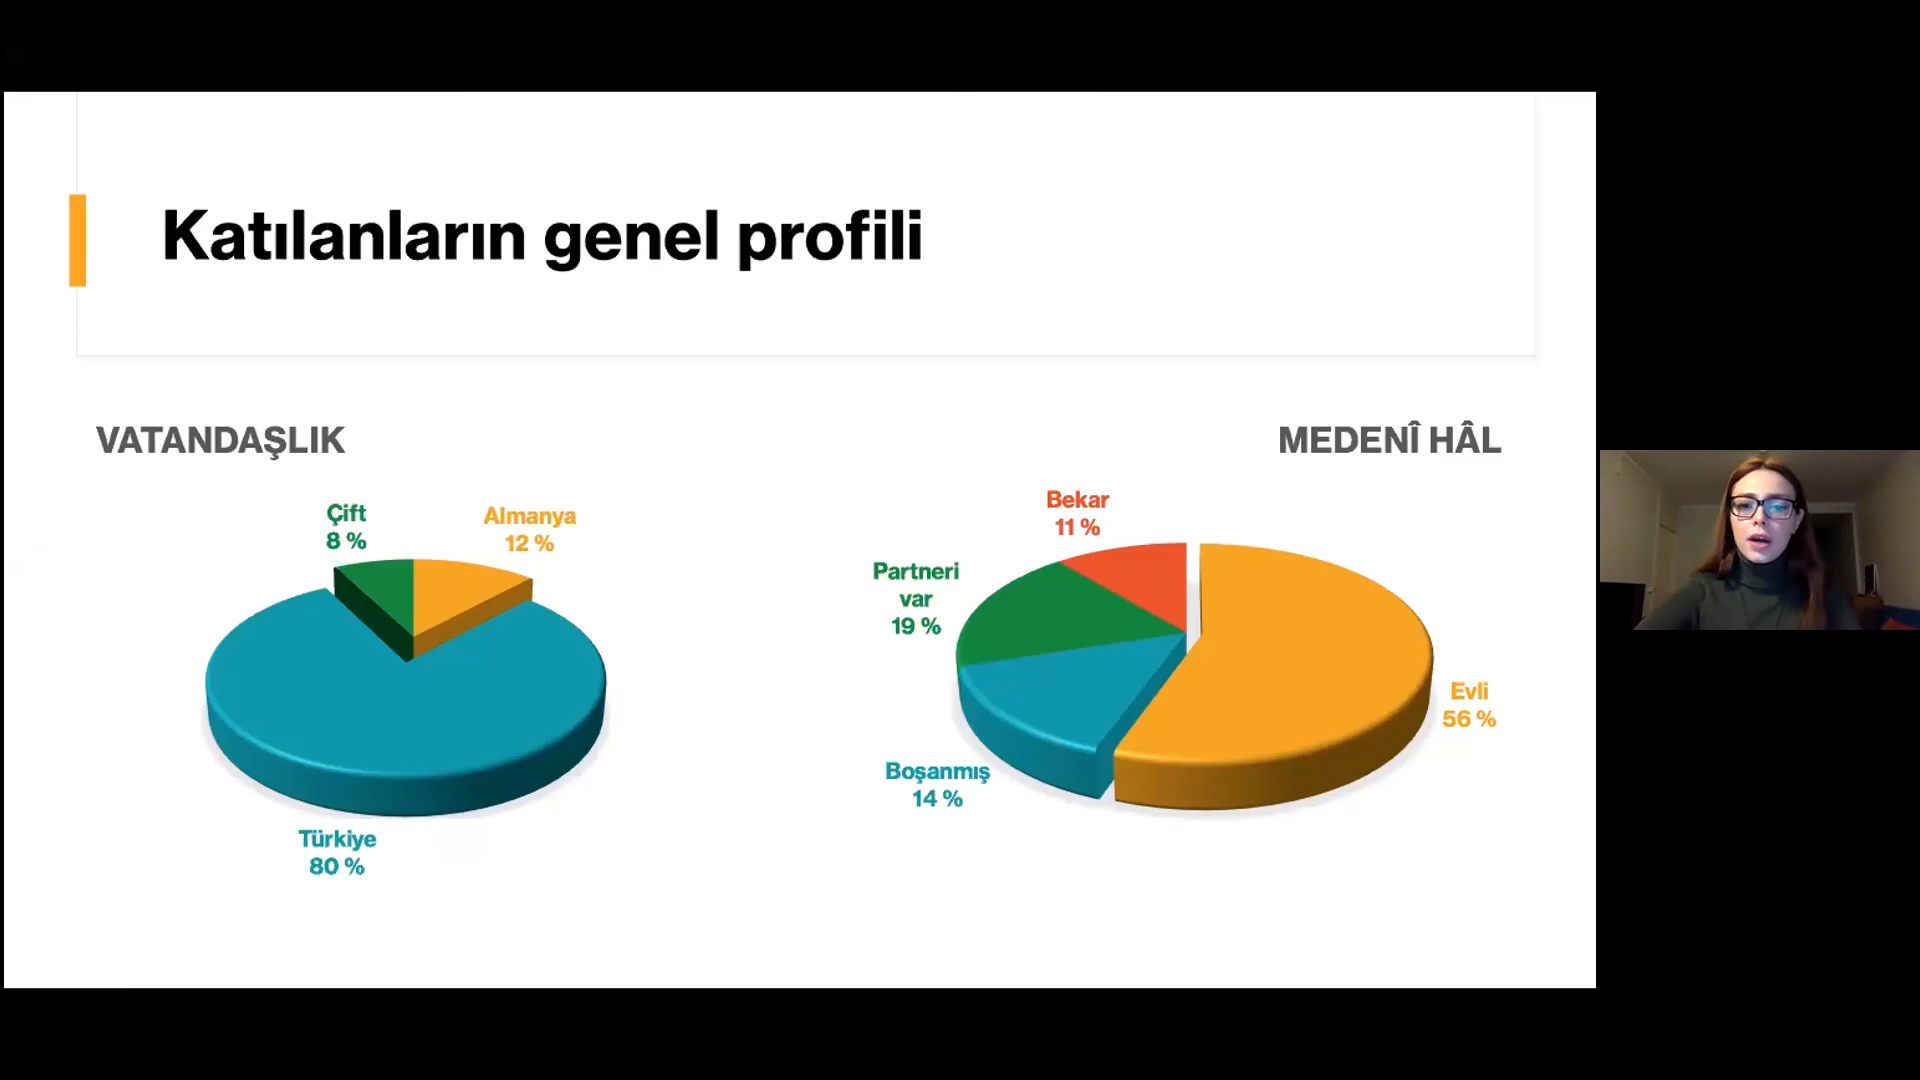 Katılanların genel profili
VATANDAŞLIK
Çift
8 %
Almanya
12 %
Türkiye
80 %
MEDENÎ HÂL
Bekar
11 %
Partneri
var
19 %
Boşanmış
14 %
Evli
56 %